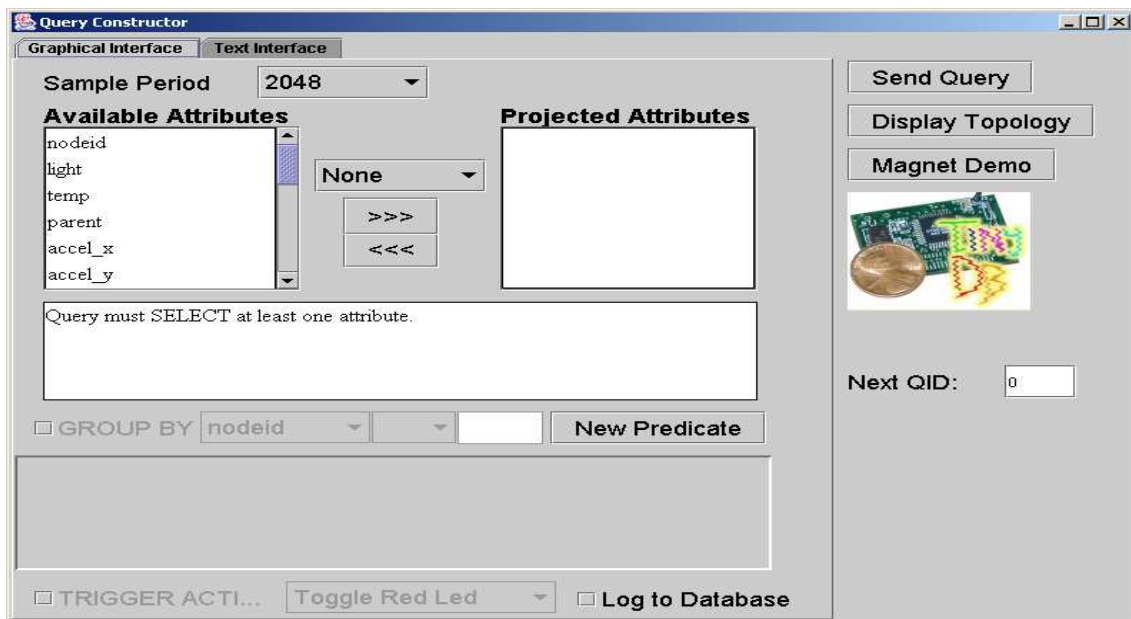 Query Constructor
Graphical Interface Text Interface
Sample Period 2048
Available Attributes
nodeid
light
temp
parent
accel_x
accel_y
None
>>>
<<<
Projected Attributes
Query must SELECT at least one attribute.
GROUP BY nodeid
New Predicate
TRIGGER ACTI... Toggle Red Led
Log to Database
Send Query
Display Topology
Magnet Demo
Next QID: 0